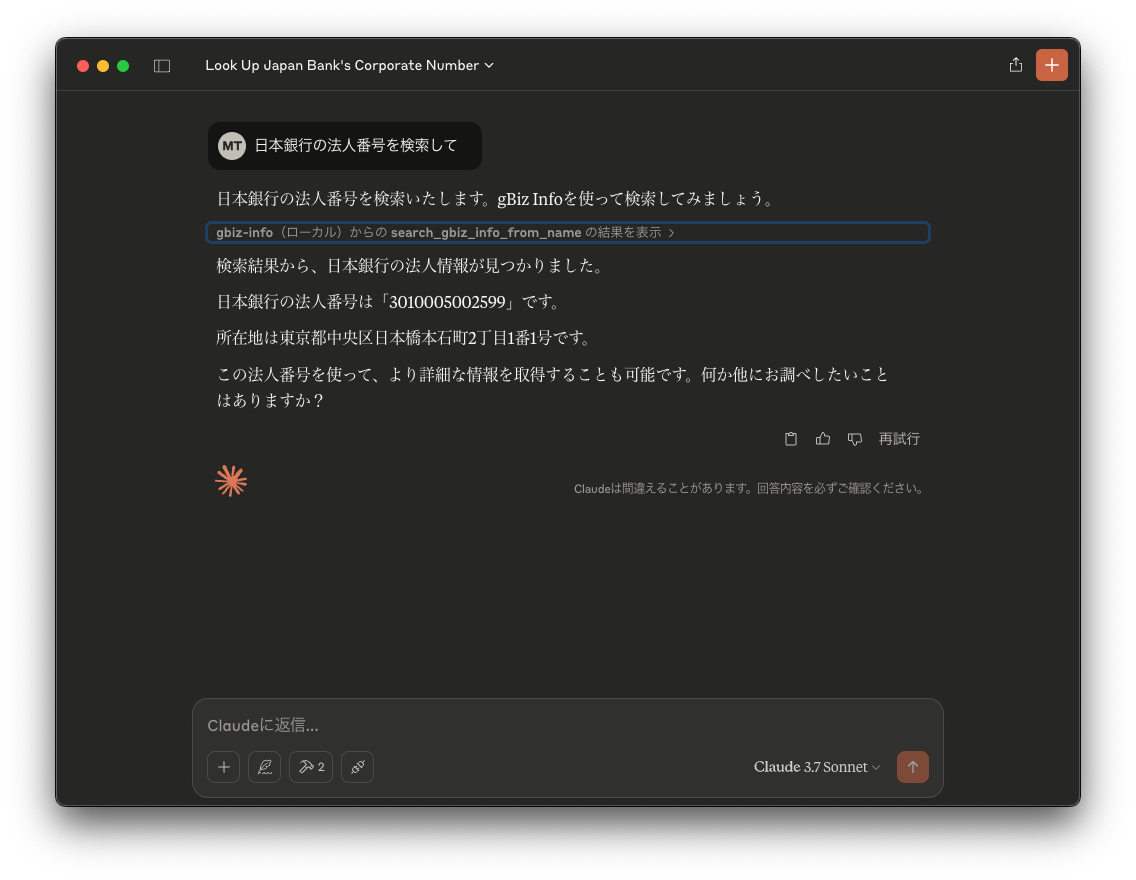 Look Up Japan Bank's Corporate Number
MT 日本銀行の法人番号を検索して
日本銀行の法人番号を検索いたします。gBiz Infoを使って検索してみましょう。
gbiz-info（ローカル）からの search_gbiz_info_from_name の結果を表示
検索結果から、日本銀行の法人情報が見つかりました。
日本銀行の法人番号は「3010005002599」です。
所在地は東京都中央区日本橋本石町2丁目1番1号です。
この法人番号を使って、より詳細な情報を取得することも可能です。何か他にお調べしたいこと
はありますか？
再試行
Claudeは間違えることがあります。回答内容を必ずご確認ください。
Claudeに返信...
2
Claude 3.7 Sonnet